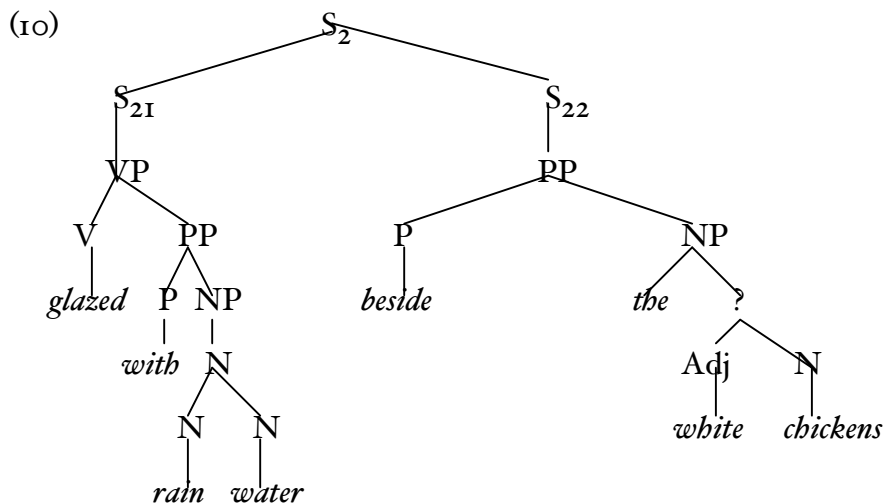 (10) S2
S21 S22
VP PP
V PP P NP
glazed P NP beside the ?
with N Adj N
N N white chickens
rain water